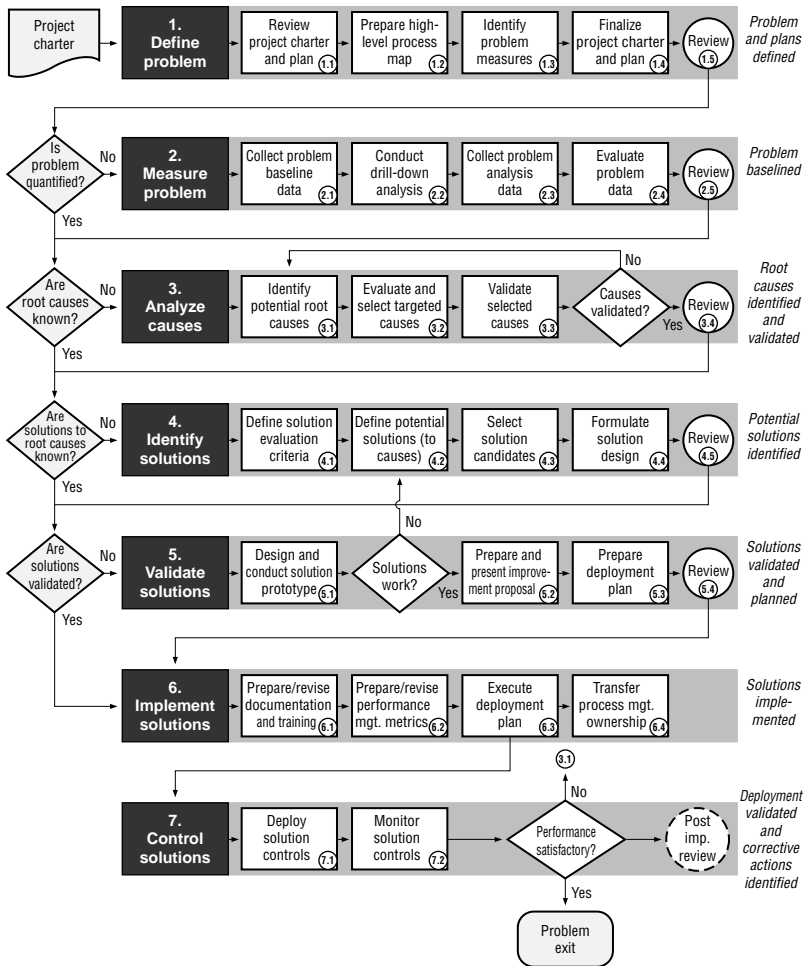 Project
charter
1.
Define
problem
Review
project charter
and plan
1.1
Prepare high-
level process
map
1.2
Identify
problem
measures
1.3
Finalize
project charter
and plan
1.4
Review
1.5
Problem
and plans
defined
Is
problem
quantified?
No
Yes
2.
Measure
problem
Collect problem
baseline
data
2.1
Conduct
drill-down
analysis
2.2
Collect problem
analysis
data
2.3
Evaluate
problem
data
2.4
Review
2.5
Problem
baselined
Are
root causes
known?
No
Yes
3.
Analyze
causes
Identify
potential root
causes
3.1
Evaluate and
select targeted
causes
3.2
Validate
selected
causes
3.3
No
Causes
validated?
Yes
Review
3.4
Root
causes
identified
and
validated
Are
solutions to
root causes
known?
No
Yes
4.
Identify
solutions
Define solution
evaluation
criteria
4.1
Define potential
solutions (to
causes)
4.2
Select
solution
candidates
4.3
Formulate
solution
design
4.4
Review
4.5
Potential
solutions
identified
Are
solutions
validated?
No
Yes
5.
Validate
solutions
Design and
conduct solution
prototype
5.1
No
Solutions
work?
Yes
Prepare and
present improve-
ment proposal
5.2
Prepare
deployment
plan
5.3
Review
5.4
Solutions
validated
and
planned
6.
Implement
solutions
Prepare/revise
documentation
and training
6.1
Prepare/revise
performance
mgt. metrics
6.2
Execute
deployment
plan
6.3
Transfer
process mgt.
ownership
6.4
Solutions
imple-
mented
7.
Control
solutions
Deploy
solution
controls
7.1
Monitor
solution
controls
7.2
3.1
No
Performance
satisfactory?
Yes
Post
imp.
review
Deployment
validated
and
corrective
actions
identified
Problem
exit